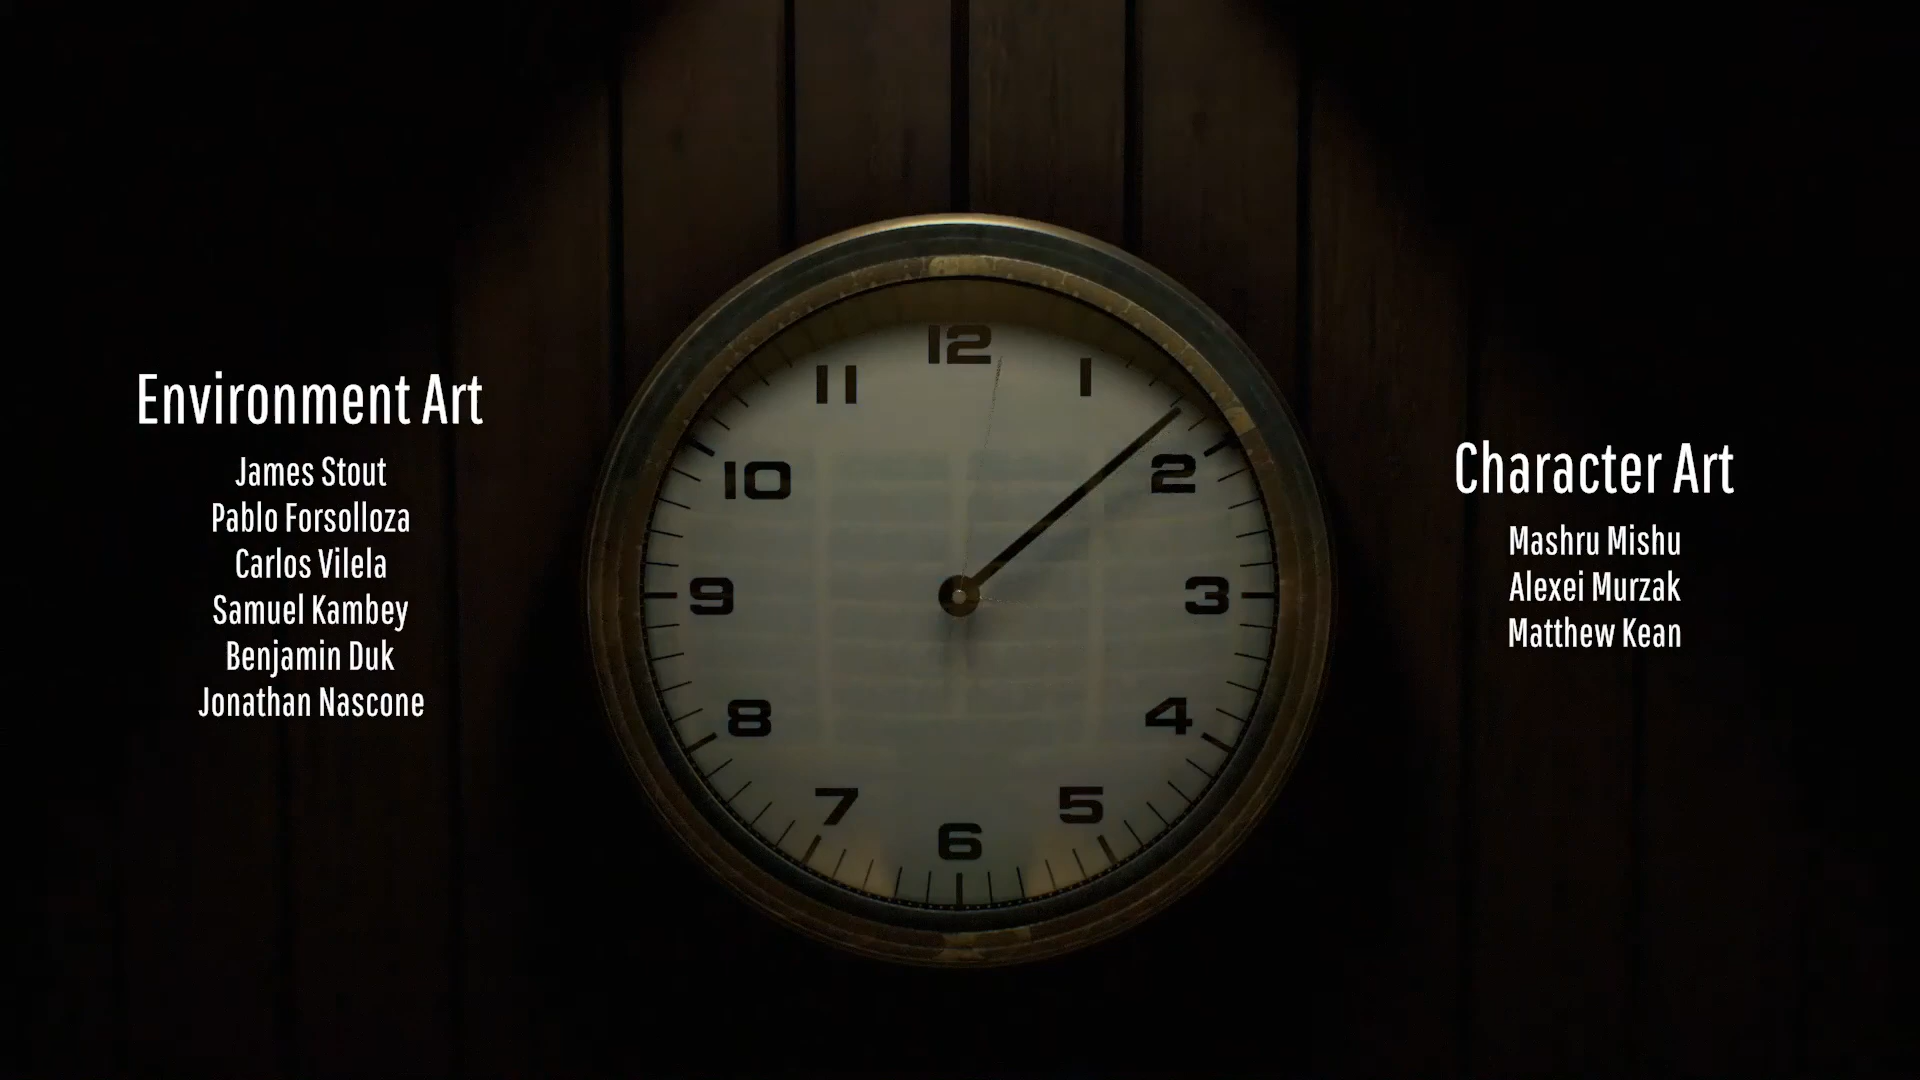 Environment Art
James Stout
Pablo Forsolloza
Carlos Vilela
Samuel Kambey
Benjamin Duk
Jonathan Nascone
12
11
1
10
2
9
3
8
4
7
5
6
Character Art
Mashru Mishu
Alexei Murzak
Matthew Kean